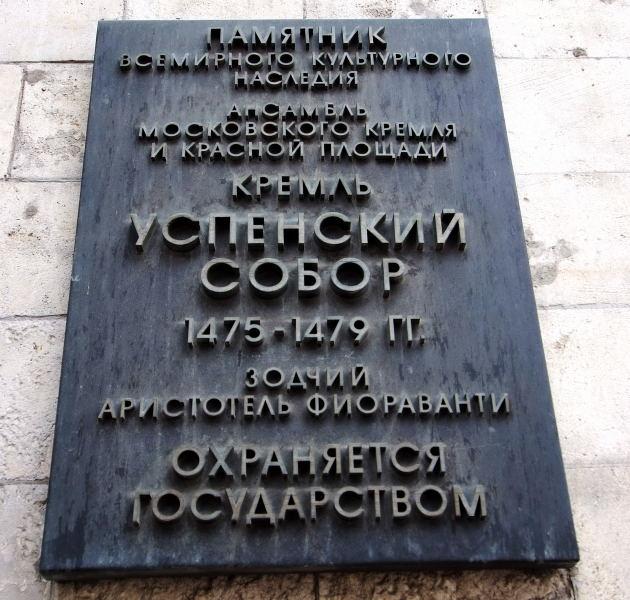 ПАМЯТНИК
ВСЕМИРНОГО КУЛЬТУРНОГО
НАСЛЕДИЯ
АНСАМБЛЬ
МОСКОВСКОГО КРЕМЛЯ
И КРАСНОЙ ПЛОЩАДИ
КРЕМЛЬ
УСПЕНСКИЙ
СОБОР
1475-1479 ГГ.
ЗОДЧИЙ
АРИСТОТЕЛЬ ФИОРАВАНТИ
ОХРАНЯЕТСЯ
ГОСУДАРСТВОМ